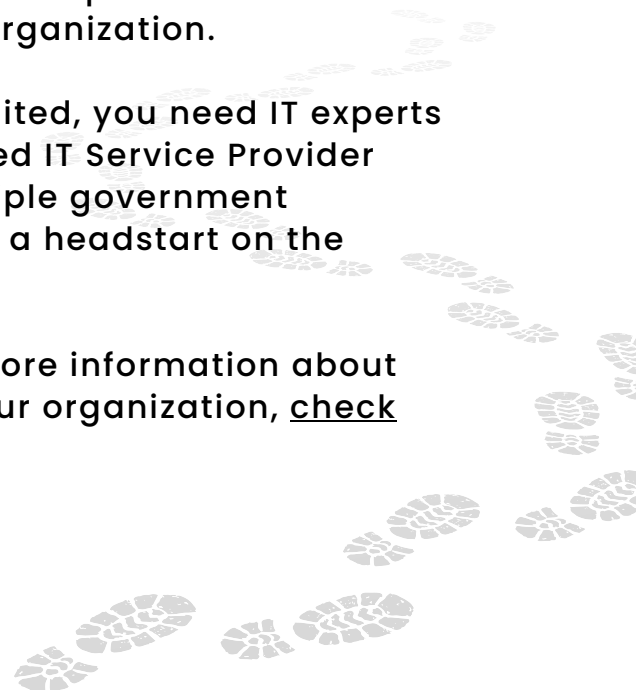 rganization.
ited, you need IT experts
ed IT Service Provider
ple government
a headstart on the
ore information about
ur organization, check